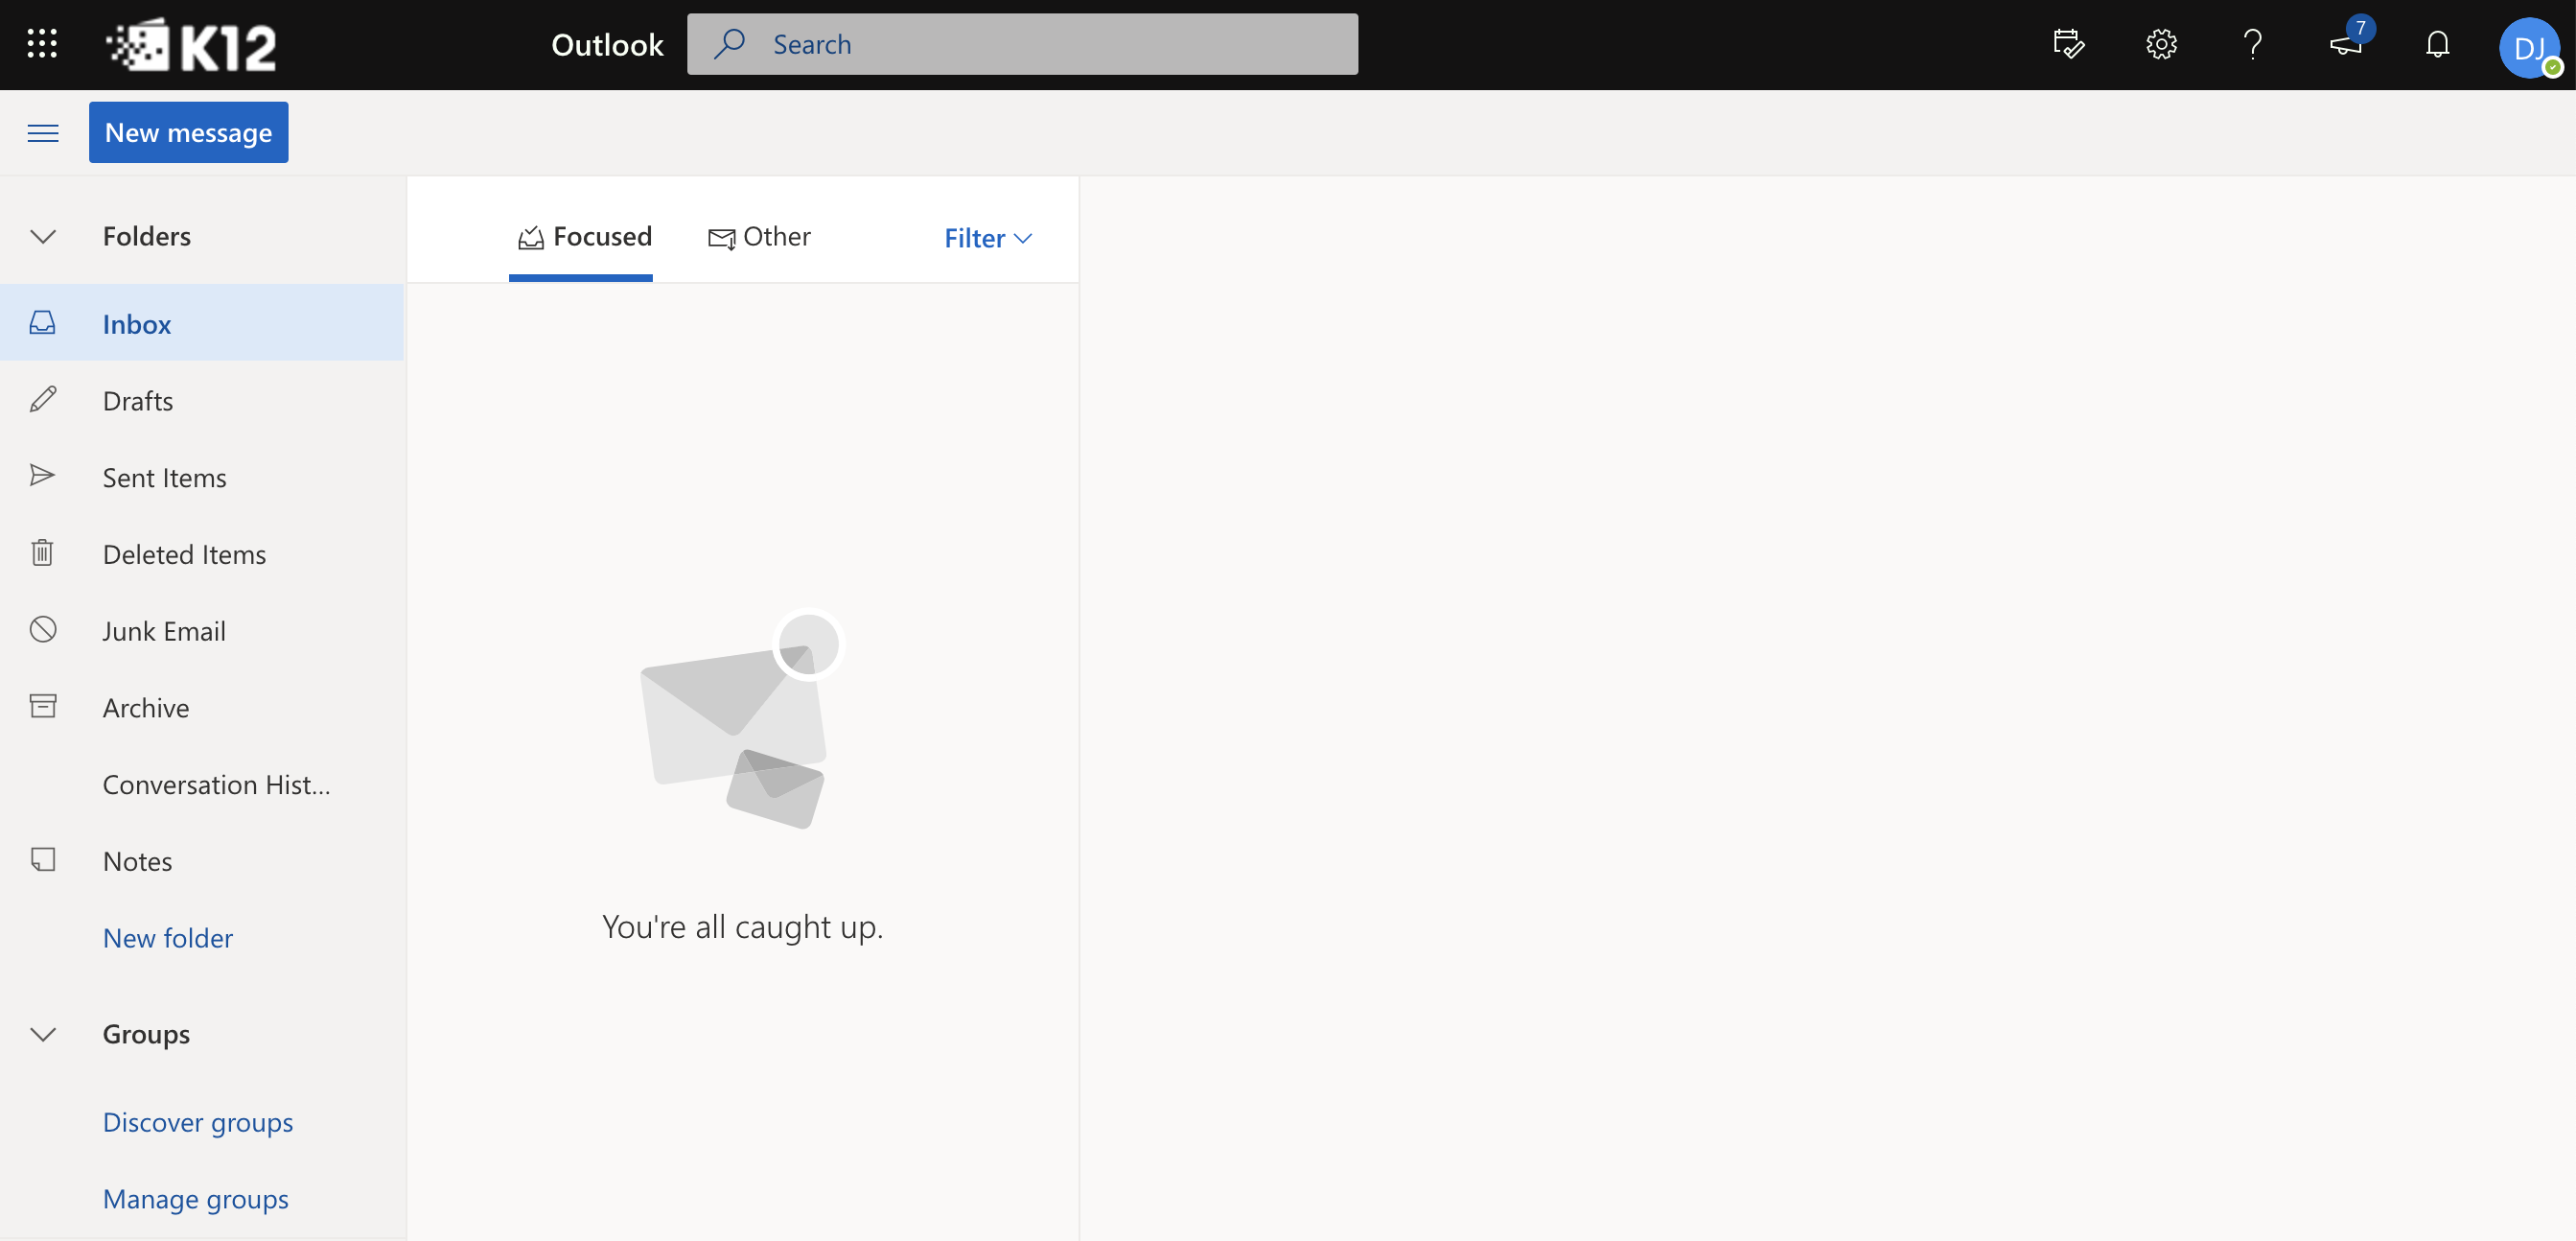 K12
Outlook
Search
7
DJ
New message
Folders
Focused
Other
Filter
Inbox
Drafts
Sent Items
Deleted Items
Junk Email
Archive
Conversation Hist...
Notes
New folder
You're all caught up.
Groups
Discover groups
Manage groups